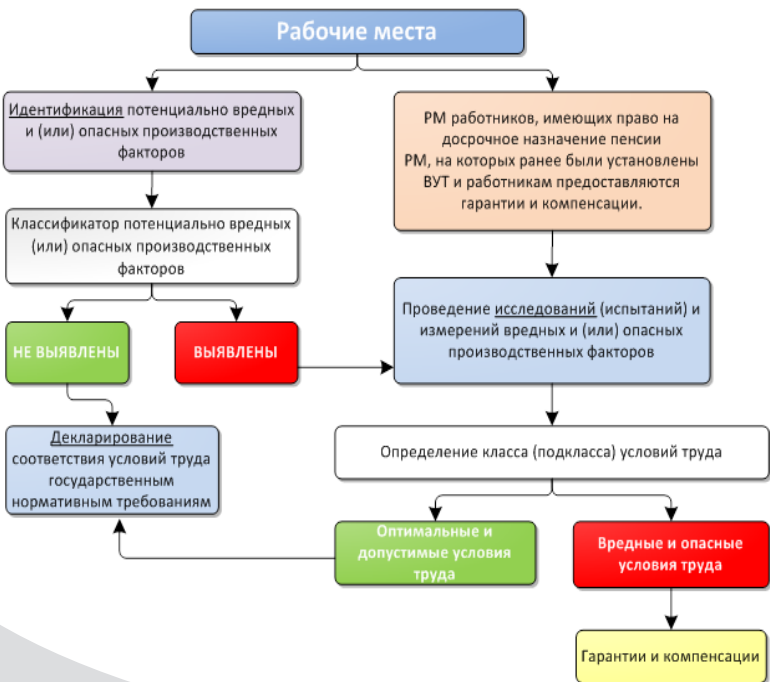 Рабочие места
Идентификация потенциально вредных
и (или) опасных производственных
факторов
РМ работников, имеющих право на
досрочное назначение пенсии
РМ, на которых ранее были установлены
ВУТ и работникам предоставляются
гарантии и компенсации.
Классификатор потенциально вредных
(или) опасных производственных
факторов
НЕ ВЫЯВЛЕНЫ
ВЫЯВЛЕНЫ
Проведение исследований (испытаний) и
измерений вредных и (или) опасных
производственных факторов
Декларирование
соответствия условий труда
государственным
нормативным требованиям
Определение класса (подкласса) условий труда
Оптимальные и
допустимые условия
труда
Вредные и опасные
условия труда
Гарантии и компенсации